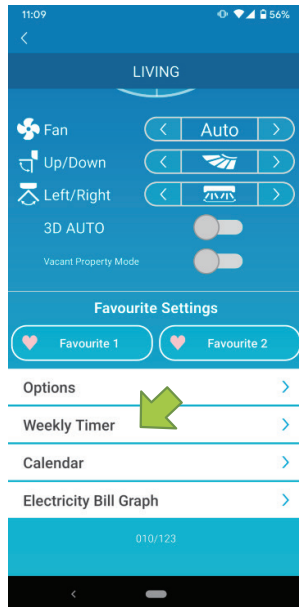 11:09 56%
LIVING
Fan Auto
Up/Down
Left/Right
3D AUTO
Vacant Property Mode
Favourite Settings
Favourite 1 Favourite 2
Options
Weekly Timer
Calendar
Electricity Bill Graph
010/123